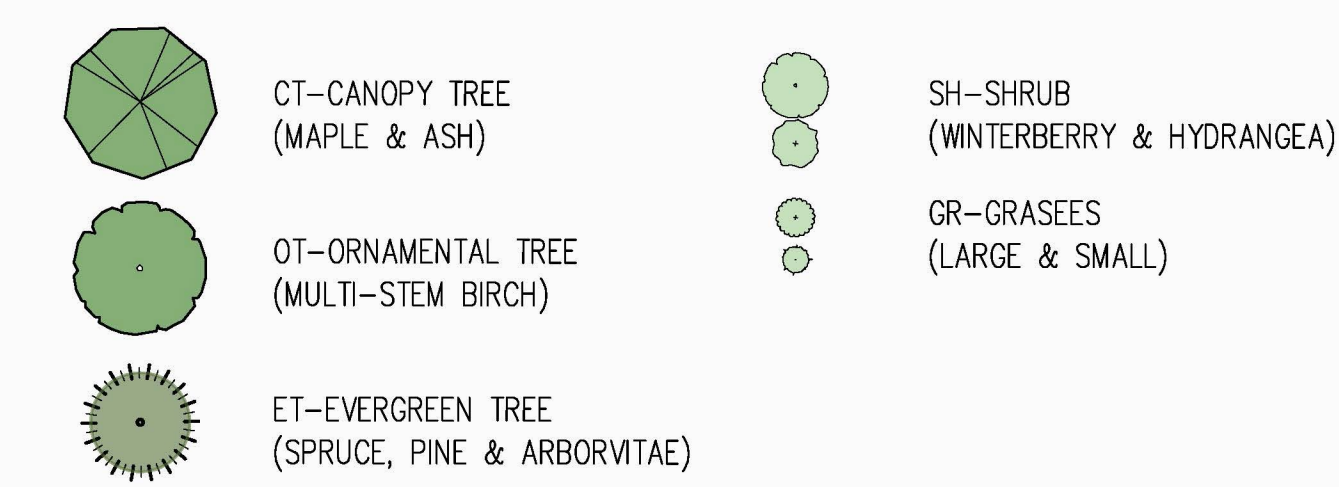 CT-CANOPY TREE
(MAPLE & ASH)
OT-ORNAMENTAL TREE
(MULTI-STEM BIRCH)
ET-EVERGREEN TREE
(SPRUCE, PINE & ARBORVITAE)
SH-SHRUB
(WINTERBERRY & HYDRANGEA)
GR-GRASEES
(LARGE & SMALL)